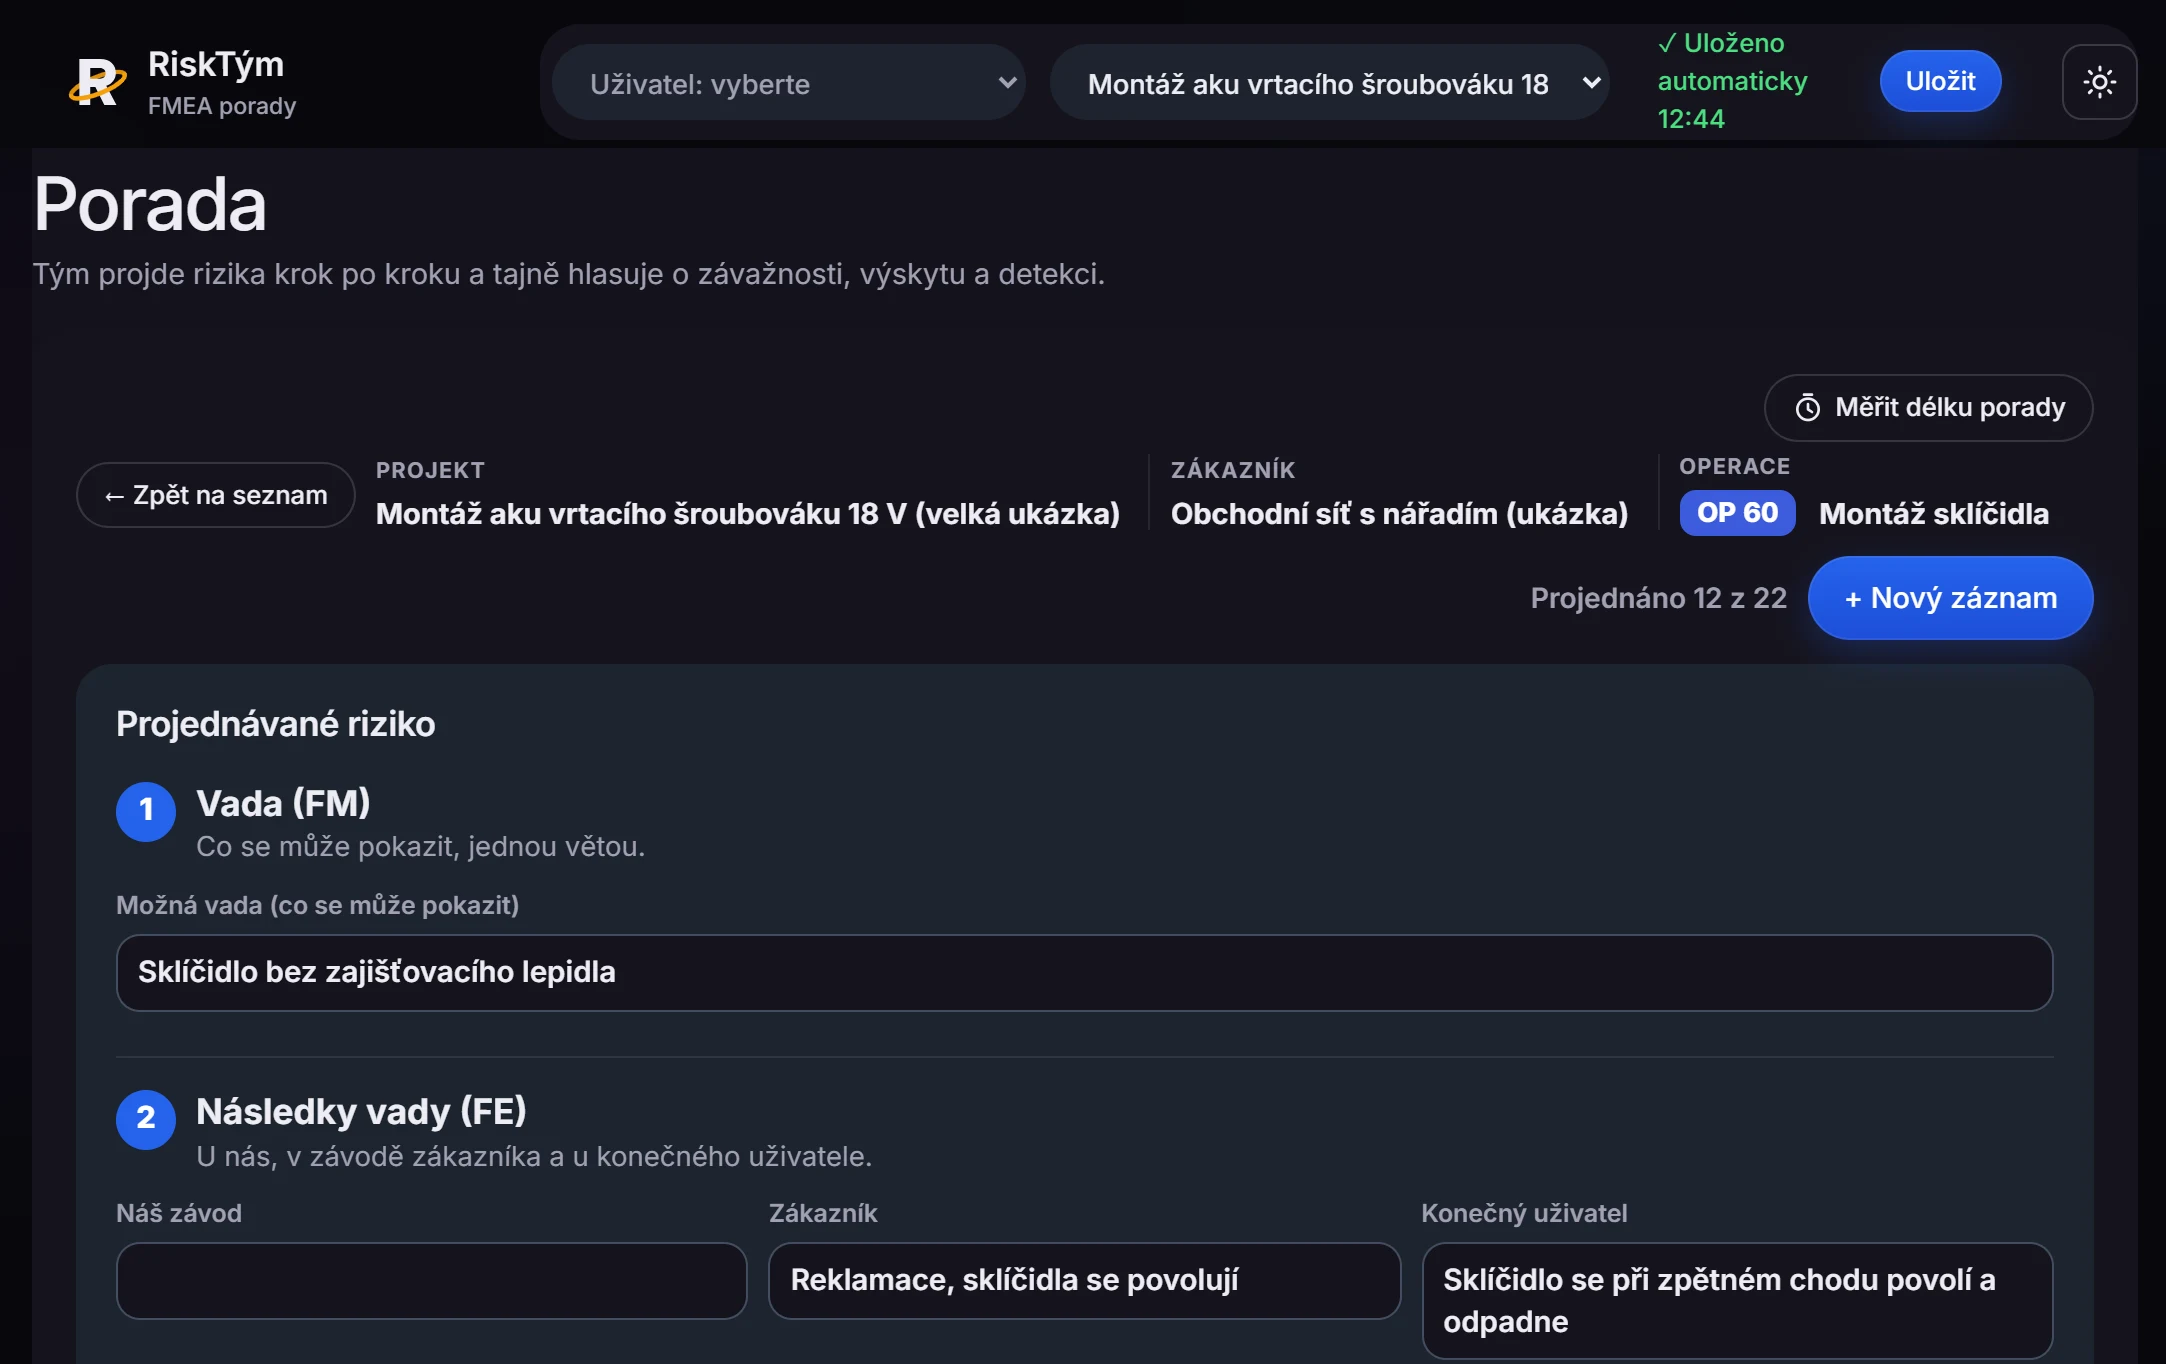 RiskTým
FMEA porady
Uživatel: vyberte
Montáž aku vrtacího šroubováku 18
✓ Uloženo
automaticky
12:44
Uložit
Porada
Tým projde rizika krok po kroku a tajně hlasuje o závažnosti, výskytu a detekci.
Měřit délku porady
← Zpět na seznam
PROJEKT
Montáž aku vrtacího šroubováku 18 V (velká ukázka)
ZÁKAZNÍK
Obchodní síť s nářadím (ukázka)
OPERACE
OP 60 Montáž sklíčidla
Projednáno 12 z 22
+ Nový záznam
Projednávané riziko
1 Vada (FM)
Co se může pokazit, jednou větou.
Možná vada (co se může pokazit)
Sklíčidlo bez zajišťovacího lepidla
2 Následky vady (FE)
U nás, v závodě zákazníka a u konečného uživatele.
Náš závod
Zákazník
Reklamace, sklíčidla se povolují
Konečný uživatel
Sklíčidlo se při zpětném chodu povolí a
odpadne